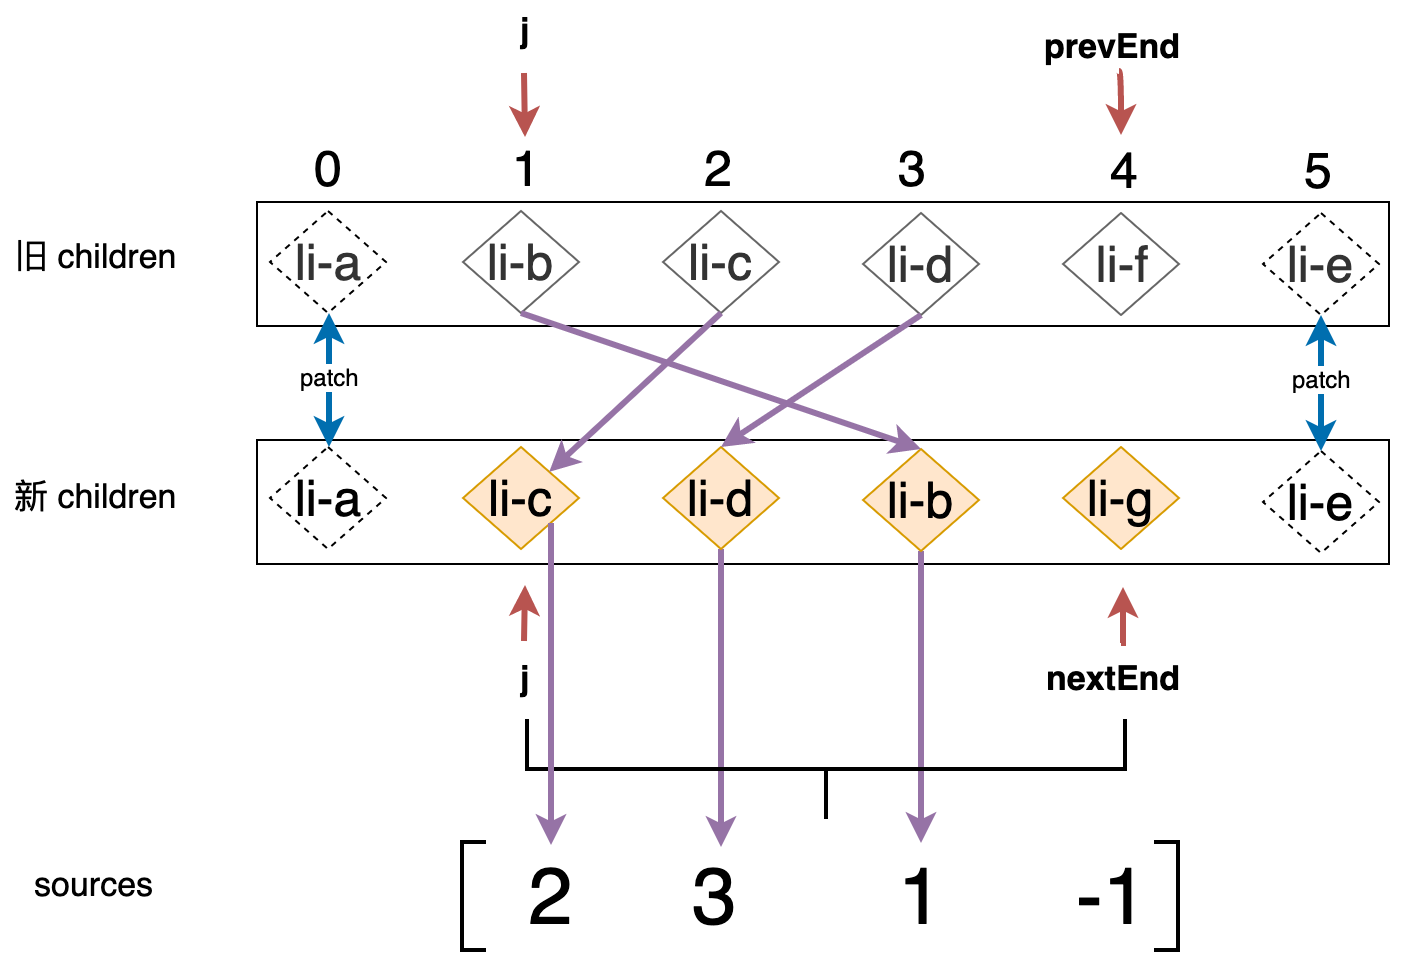 j
prevEnd
0 1 2 3 4 5
旧 children
li-a li-b li-c li-d li-f li-e
patch patch
新 children
li-a li-c li-d li-b li-g li-e
j
nextEnd
sources
[ 2 3 1 -1 ]